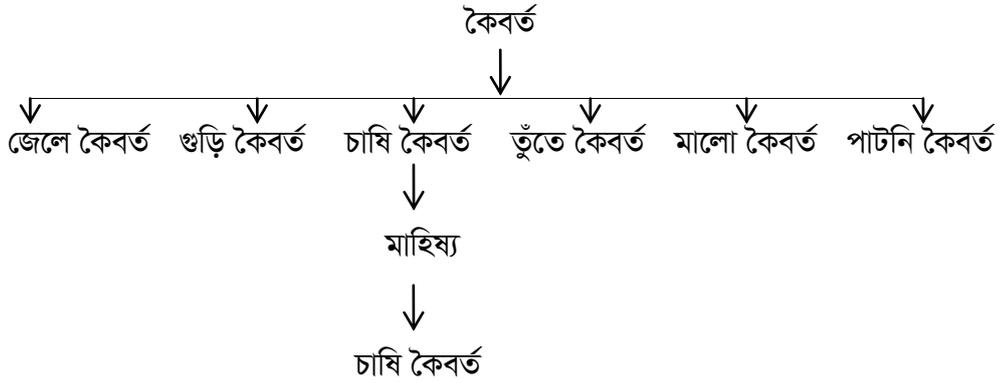 কৈবর্ত
জেলে কৈবর্ত গুড়ি কৈবর্ত চাষি কৈবর্ত তুঁতে কৈবর্ত মালো কৈবর্ত পাটনি কৈবর্ত
মাহিষ্য
চাষি কৈবর্ত